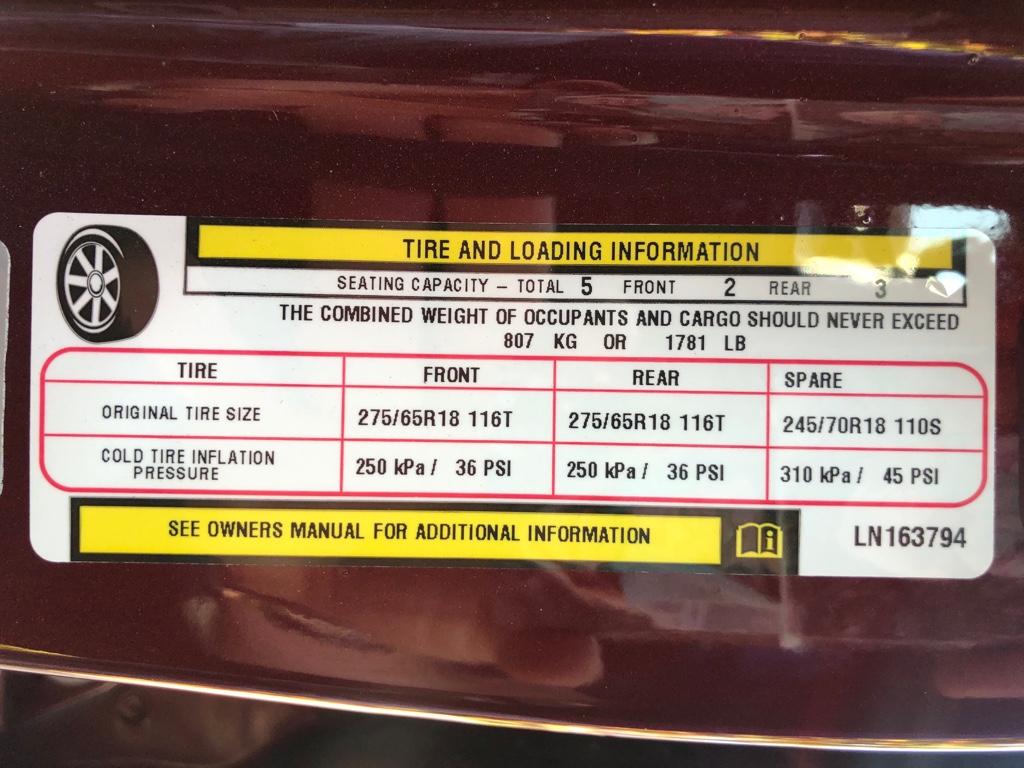 TIRE AND LOADING INFORMATION
SEATING CAPACITY – TOTAL 5 FRONT 2 REAR 3
THE COMBINED WEIGHT OF OCCUPANTS AND CARGO SHOULD NEVER EXCEED
807 KG OR 1781 LB
TIRE FRONT REAR SPARE
ORIGINAL TIRE SIZE 275/65R18 116T 275/65R18 116T 245/70R18 110S
COLD TIRE INFLATION
PRESSURE 250 kPa / 36 PSI 250 kPa / 36 PSI 310 kPa / 45 PSI
SEE OWNERS MANUAL FOR ADDITIONAL INFORMATION
LN163794